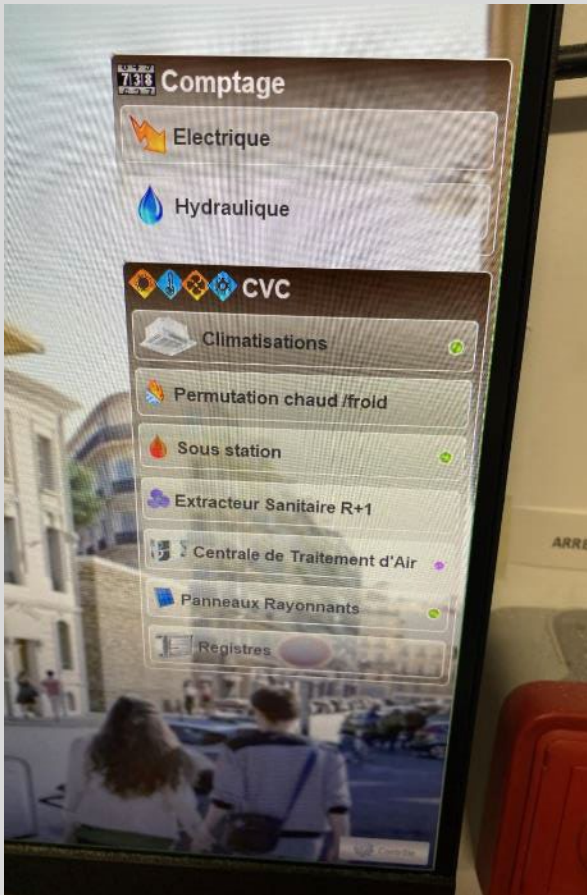 738
Comptage
Electrique
Hydraulique
CVC
Climatisations
Permutation chaud /froid
Sous station
Extracteur Sanitaire R+1
Centrale de Traitement d'Air
Panneaux Rayonnants
Registres
ARRE